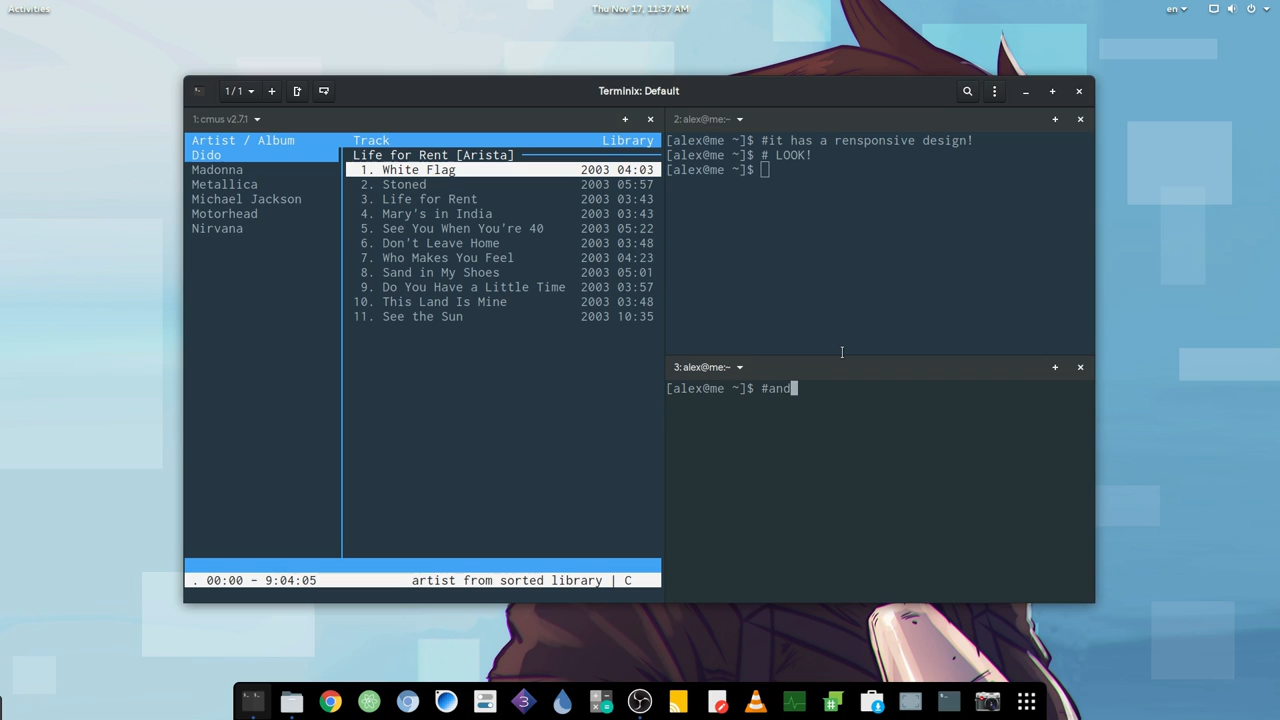 Activities
Thu Nov 17, 11:37 AM
en
1 / 1
Terminix: Default
1: cmus v2.7.1
Artist / Album
Dido
Madonna
Metallica
Michael Jackson
Motorhead
Nirvana
Track Library
Life for Rent [Arista]
1. White Flag 2003 04:03
2. Stoned 2003 05:57
3. Life for Rent 2003 03:43
4. Mary's in India 2003 03:43
5. See You When You're 40 2003 05:22
6. Don't Leave Home 2003 03:48
7. Who Makes You Feel 2003 04:23
8. Sand in My Shoes 2003 05:01
9. Do You Have a Little Time 2003 03:57
10. This Land Is Mine 2003 03:48
11. See the Sun 2003 10:35
. 00:00 - 9:04:05 artist from sorted library | C
2: alex@me:~
[alex@me ~]$ #it has a rensponsive design!
[alex@me ~]$ # LOOK!
[alex@me ~]$
3: alex@me:~
[alex@me ~]$ #and
3
#